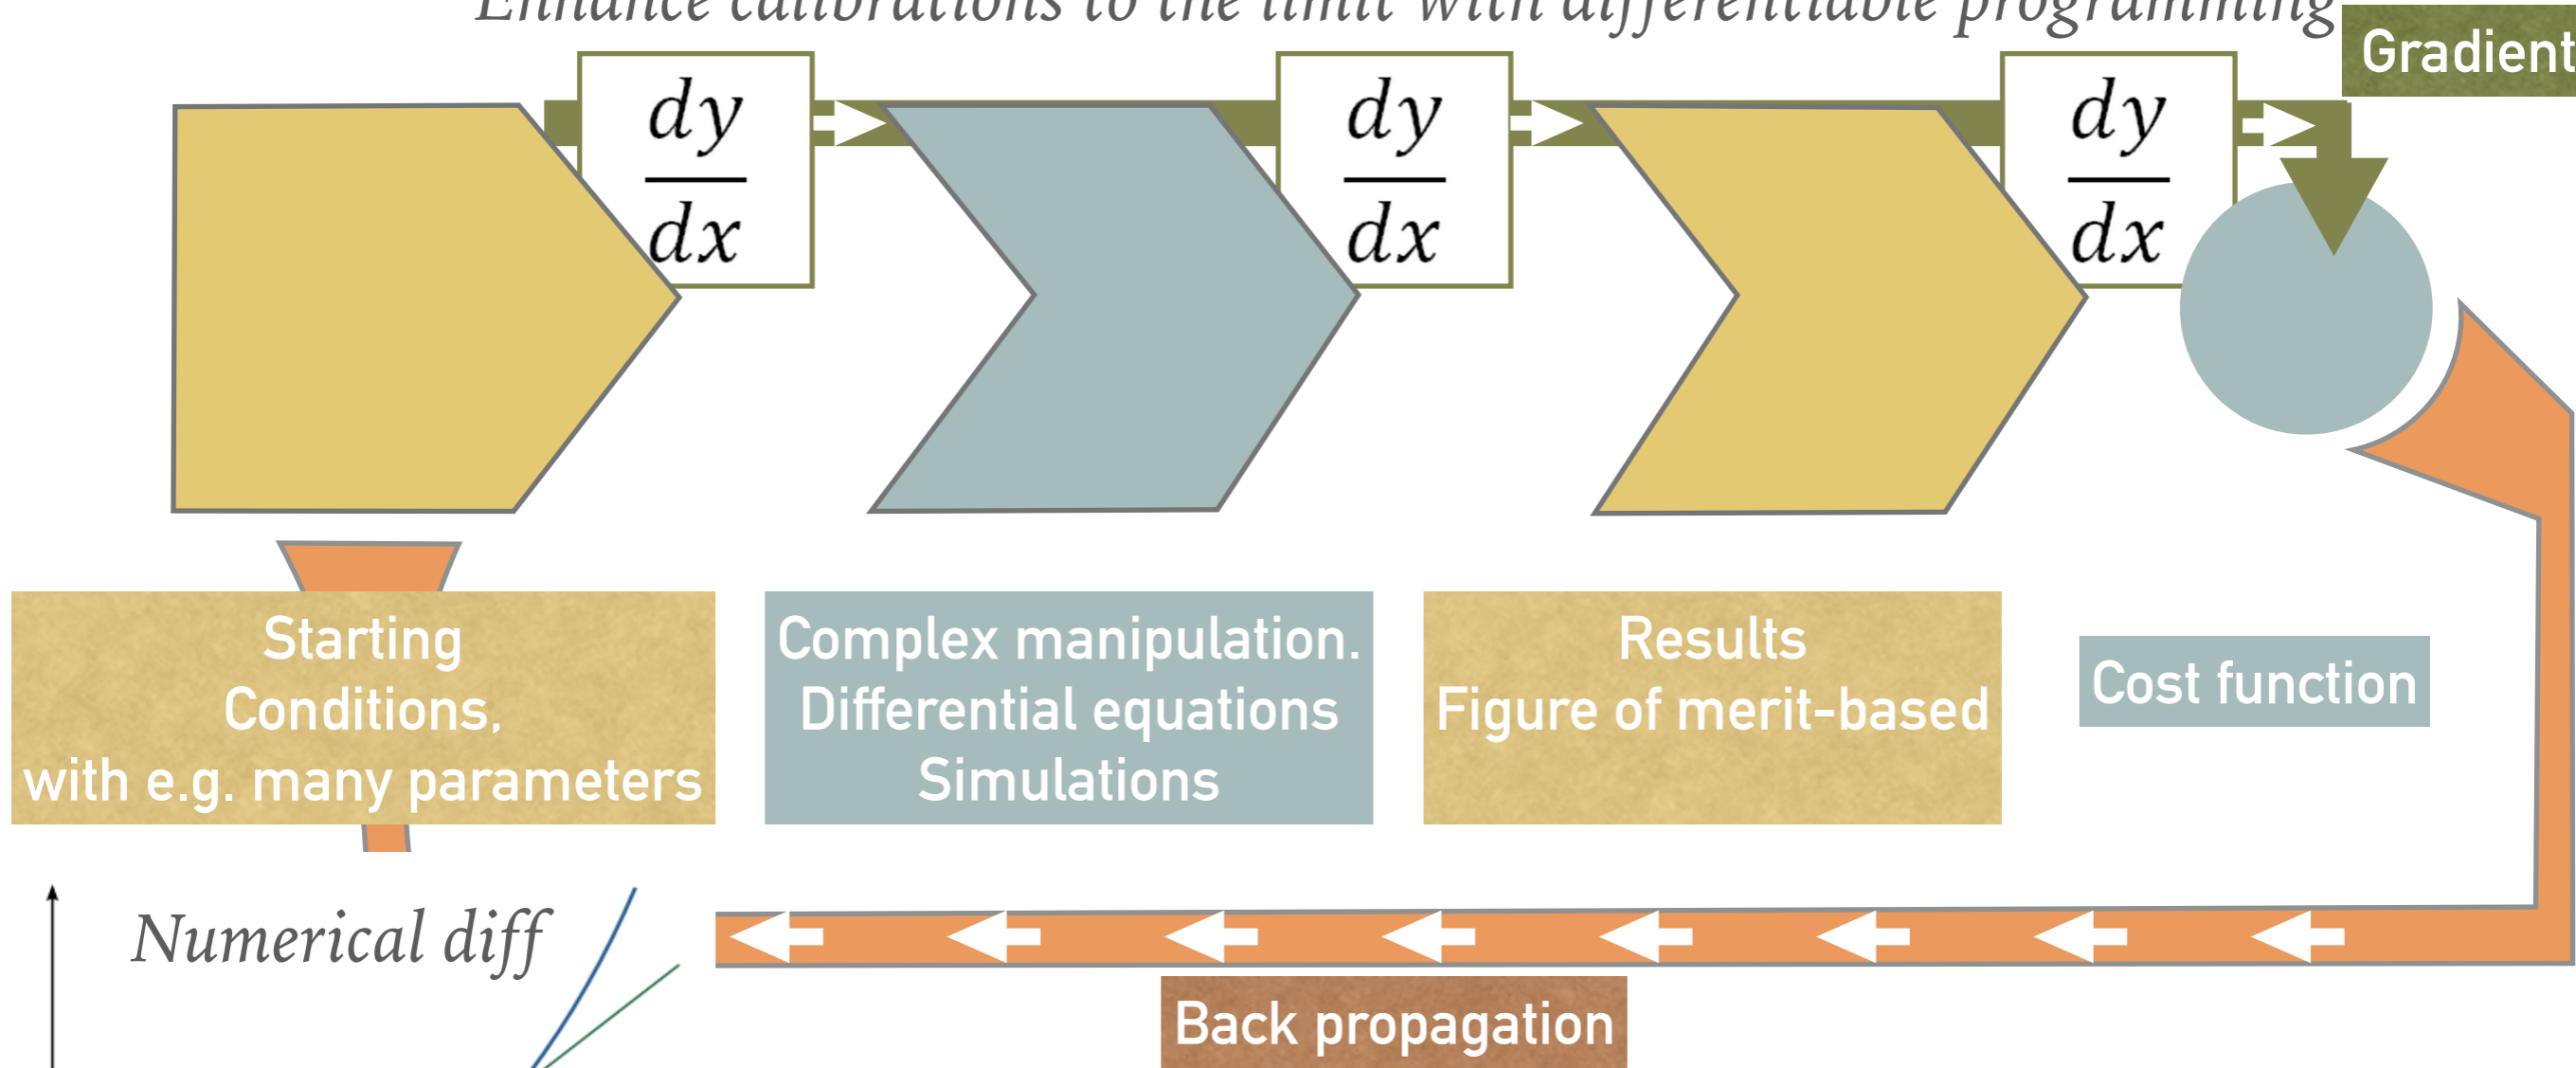 Enhance calibrations to the limit with differentiable programming
Gradient
dy
dx
dy
dx
dy
dx
Starting
Conditions,
with e.g. many parameters
Complex manipulation.
Differential equations
Simulations
Results
Figure of merit-based
Cost function
Numerical diff
Back propagation